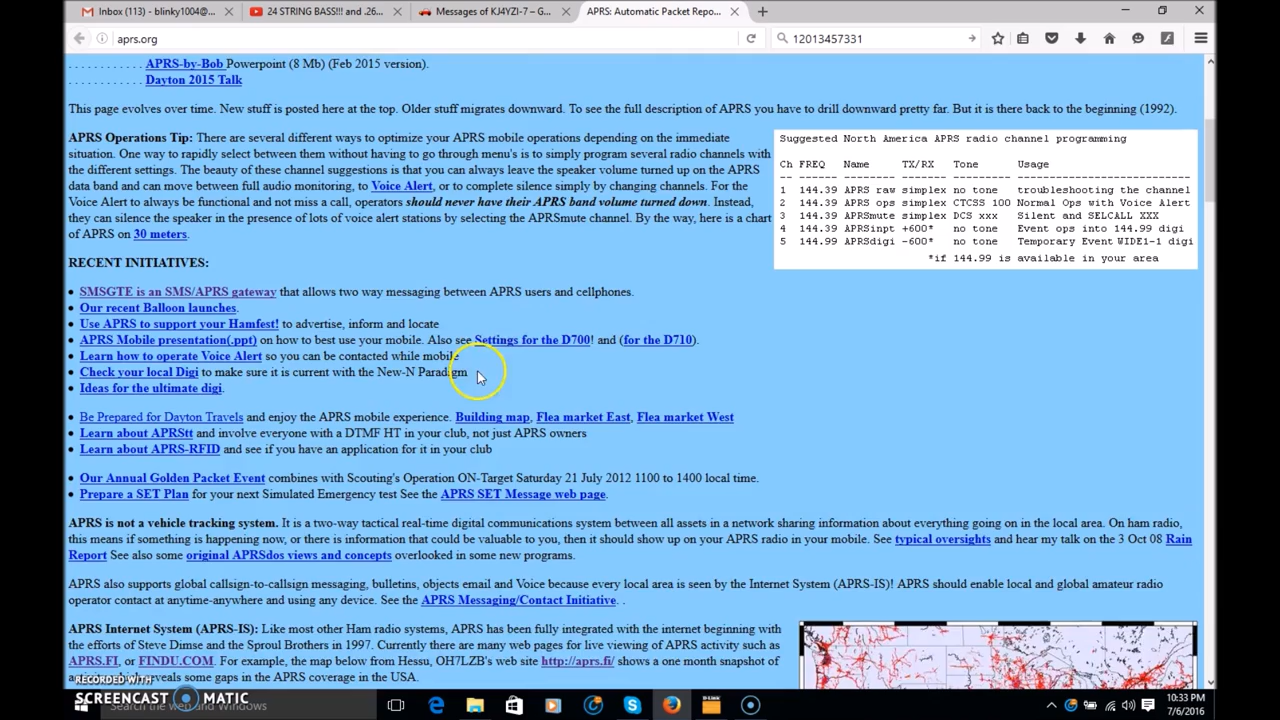 Inbox (113) - blinky1004@...
24 STRING BASS!!! and .26...
Messages of KJ4YZI-7 – G...
APRS: Automatic Packet Repo...
aprs.org
12013457331
. . . . . . . . . . . . APRS-by-Bob Powerpoint (8 Mb) (Feb 2015 version).
. . . . . . . . . . . . Dayton 2015 Talk
This page evolves over time. New stuff is posted here at the top. Older stuff migrates downward. To see the full description of APRS you have to drill downward pretty far. But it is there back to the beginning (1992).
APRS Operations Tip: There are several different ways to optimize your APRS mobile operations depending on the immediate
situation. One way to rapidly select between them without having to go through menu's is to simply program several radio channels with
the different settings. The beauty of these channel suggestions is that you can always leave the speaker volume turned up on the APRS
data band and can move between full audio monitoring, to Voice Alert, or to complete silence simply by changing channels. For the
Voice Alert to always be functional and not miss a call, operators should never have their APRS band volume turned down. Instead,
they can silence the speaker in the presence of lots of voice alert stations by selecting the APRSmute channel. By the way, here is a chart
of APRS on 30 meters.
Suggested North America APRS radio channel programming
Ch FREQ Name TX/RX Tone Usage
1 144.39 APRS raw simplex no tone troubleshooting the channel
2 144.39 APRS ops simplex CTCSS 100 Normal Ops with Voice Alert
3 144.39 APRSmute simplex DCS xxx Silent and SELCALL XXX
4 144.39 APRSinpt +600* no tone Event ops into 144.99 digi
5 144.99 APRSdigi -600* no tone Temporary Event WIDE1-1 digi
*if 144.99 is available in your area
RECENT INITIATIVES:
• SMSGTE is an SMS/APRS gateway that allows two way messaging between APRS users and cellphones.
• Our recent Balloon launches.
• Use APRS to support your Hamfest! to advertise, inform and locate
• APRS Mobile presentation(.ppt) on how to best use your mobile. Also see Settings for the D700! and (for the D710).
• Learn how to operate Voice Alert so you can be contacted while mobile
• Check your local Digi to make sure it is current with the New-N Paradigm
• Ideas for the ultimate digi.
• Be Prepared for Dayton Travels and enjoy the APRS mobile experience. Building map, Flea market East, Flea market West
• Learn about APRStt and involve everyone with a DTMF HT in your club, not just APRS owners
• Learn about APRS-RFID and see if you have an application for it in your club
• Our Annual Golden Packet Event combines with Scouting's Operation ON-Target Saturday 21 July 2012 1100 to 1400 local time.
• Prepare a SET Plan for your next Simulated Emergency test See the APRS SET Message web page.
APRS is not a vehicle tracking system. It is a two-way tactical real-time digital communications system between all assets in a network sharing information about everything going on in the local area. On ham radio,
this means if something is happening now, or there is information that could be valuable to you, then it should show up on your APRS radio in your mobile. See typical oversights and hear my talk on the 3 Oct 08 Rain
Report See also some original APRSdos views and concepts overlooked in some new programs.
APRS also supports global callsign-to-callsign messaging, bulletins, objects email and Voice because every local area is seen by the Internet System (APRS-IS)! APRS should enable local and global amateur radio
operator contact at anytime-anywhere and using any device. See the APRS Messaging/Contact Initiative. .
APRS Internet System (APRS-IS): Like most other Ham radio systems, APRS has been fully integrated with the internet beginning
with the efforts of Steve Dimse and the Sproul Brothers in 1997. Currently there are many web pages for live viewing of APRS activity such as
APRS.FI, or FINDU.COM. For example, the map below from Hessu, OH7LZB's web site http://aprs.fi/ shows a one month snapshot of
reveals some gaps in the APRS coverage in the USA.
RECORDED WITH
SCREENCAST MATIC
Search the web and Windows
10:33 PM
7/6/2016